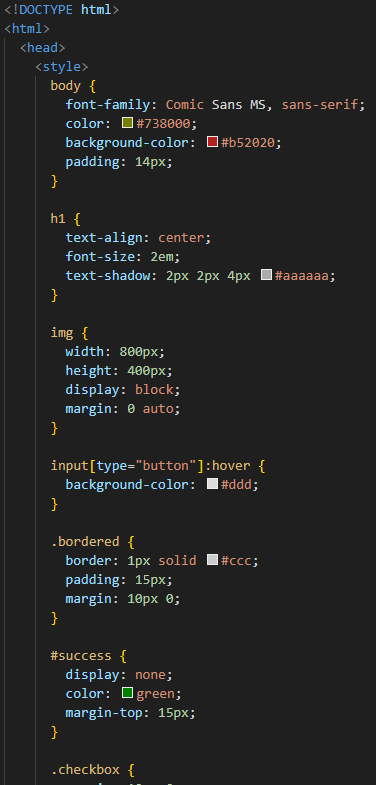 <!DOCTYPE html>
<html>
<head>
<style>
body {
font-family: Comic Sans MS, sans-serif;
color: #738000;
background-color: #b52020;
padding: 14px;
}
h1 {
text-align: center;
font-size: 2em;
text-shadow: 2px 2px 4px #aaaaaa;
}
img {
width: 800px;
height: 400px;
display: block;
margin: 0 auto;
}
input[type="button"]:hover {
background-color: #ddd;
}
.bordered {
border: 1px solid #ccc;
padding: 15px;
margin: 10px 0;
}
#success {
display: none;
color: green;
margin-top: 15px;
}
.checkbox {